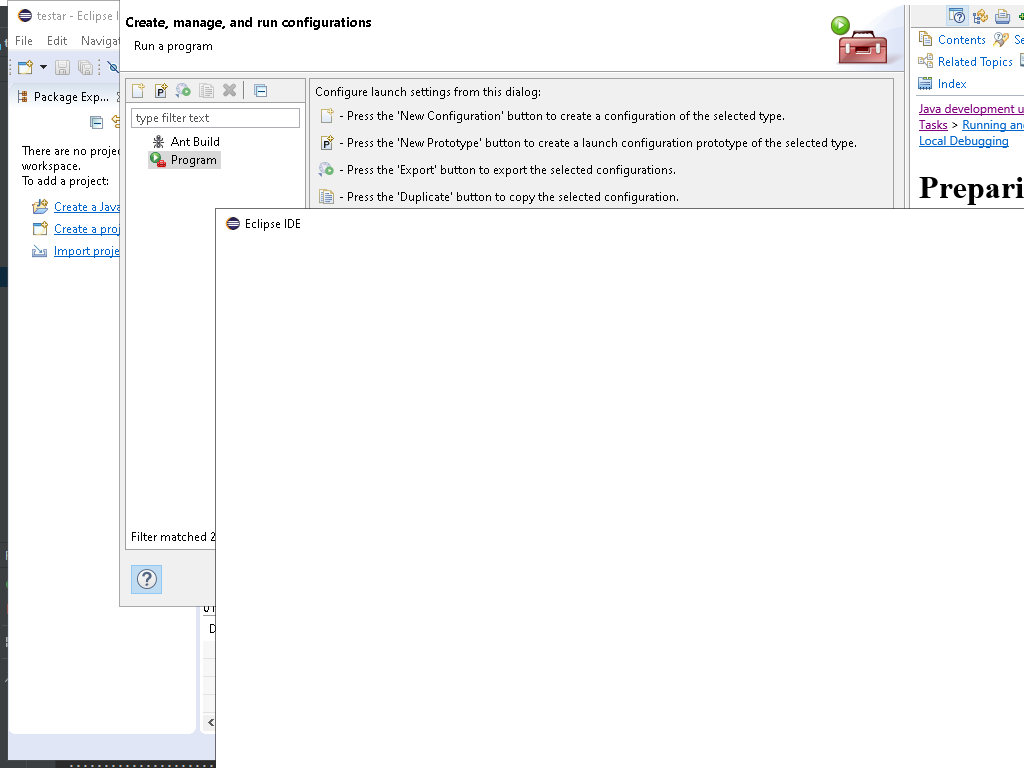 testar - Eclipse I
File Edit Naviga
Package Exp...
There are no proje
workspace.
To add a project:
Create a Java
Create a proj
Import proje
Create, manage, and run configurations
Run a program
type filter text
Ant Build
Program
Filter matched 2
Configure launch settings from this dialog:
- Press the 'New Configuration' button to create a configuration of the selected type.
- Press the 'New Prototype' button to create a launch configuration prototype of the selected type.
- Press the 'Export' button to export the selected configurations.
- Press the 'Duplicate' button to copy the selected configuration.
Contents Se
Related Topics
Index
Java development u
Tasks > Running and
Local Debugging
Prepari
Eclipse IDE
D